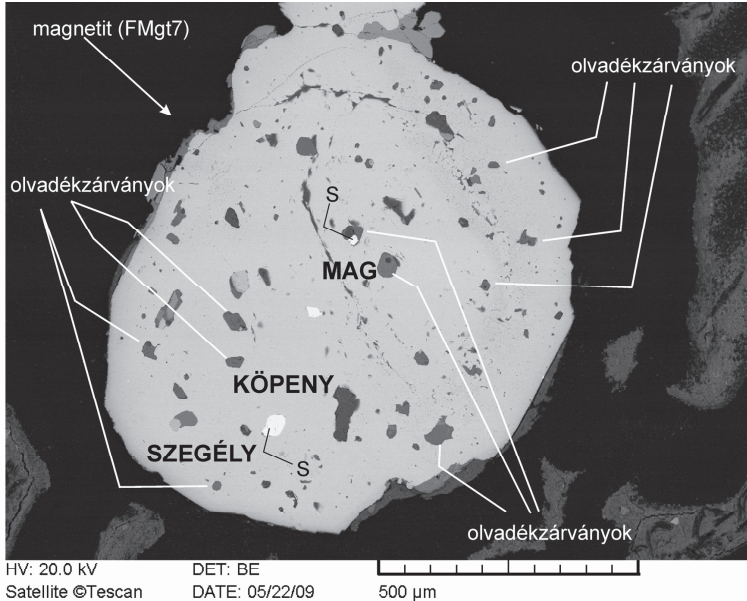 magnetit (FMgt7)
olvadékzárványok
olvadékzárványok
S
MAG
KÖPENY
SZEGÉLY
S
olvadékzárványok
HV: 20.0 kV DET: BE
Satellite ©Tescan DATE: 05/22/09 500 µm